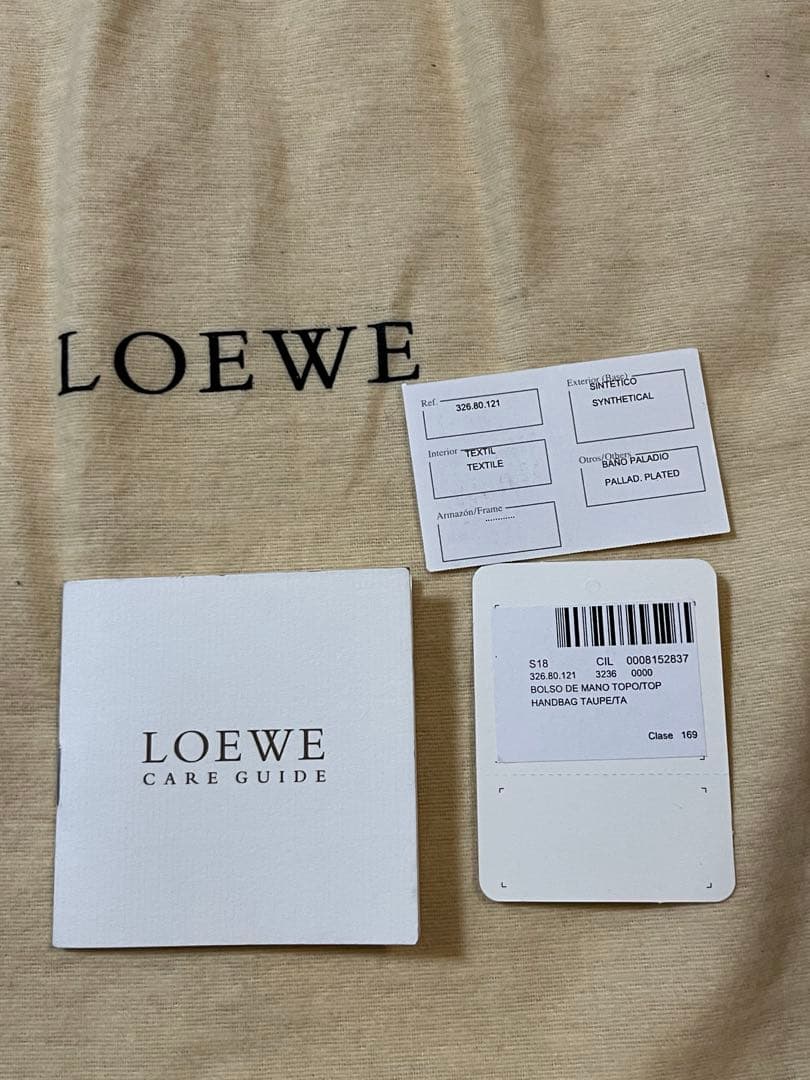 LOEWE
Ref.
326.80.121
Exterior (Base)
SINTETICO
SYNTHETICAL
Interior
TEXTIL
TEXTILE
Otros/Others
BAÑO PALADIO
PALLAD. PLATED
Armazón/Frame
............
LOEWE
CARE GUIDE
S18 CIL 0008152837
326.80.121 3236 0000
BOLSO DE MANO TOPO/TOP
HANDBAG TAUPE/TA
Clase 169